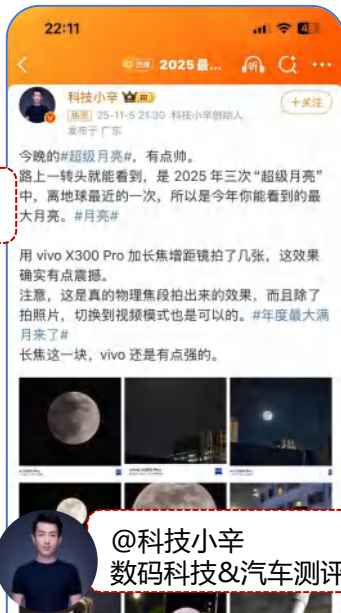 22:11
2025最...
听
科技小辛
+关注
25-11-5 21:30 科技小辛创始人
发布于 广东
今晚的#超级月亮#，有点帅。
路上一转头就能看到，是 2025 年三次“超级月亮”
中，离地球最近的一次，所以是今年你能看到的最
大月亮。#月亮#
用 vivo X300 Pro 加长焦增距镜拍了几张，这效果
确实有点震撼。
注意，这是真的物理焦段拍出来的效果，而且除了
拍照片，切换到视频模式也是可以的。#年度最大满
月来了#
长焦这一块，vivo 还是有点强的。
@科技小辛
数码科技&汽车测评